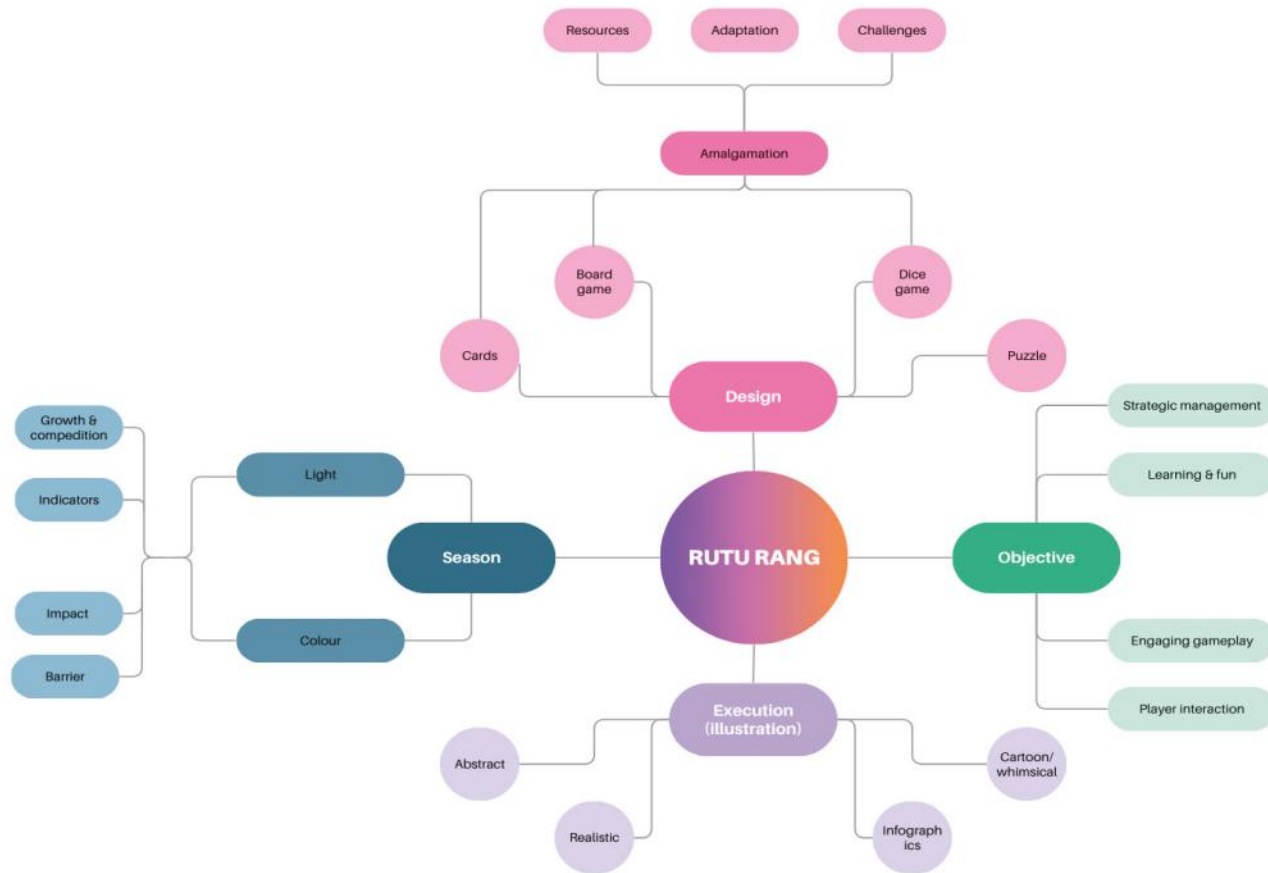 Resources
Adaptation
Challenges
Amalgamation
Board
game
Dice
game
Cards
Puzzle
Design
Growth &
compedition
Indicators
Impact
Barrier
Light
Colour
Season
RUTU RANG
Objective
Strategic management
Learning & fun
Engaging gameplay
Player interaction
Execution
(illustration)
Abstract
Realistic
Cartoon/
whimsical
Infograph
ics